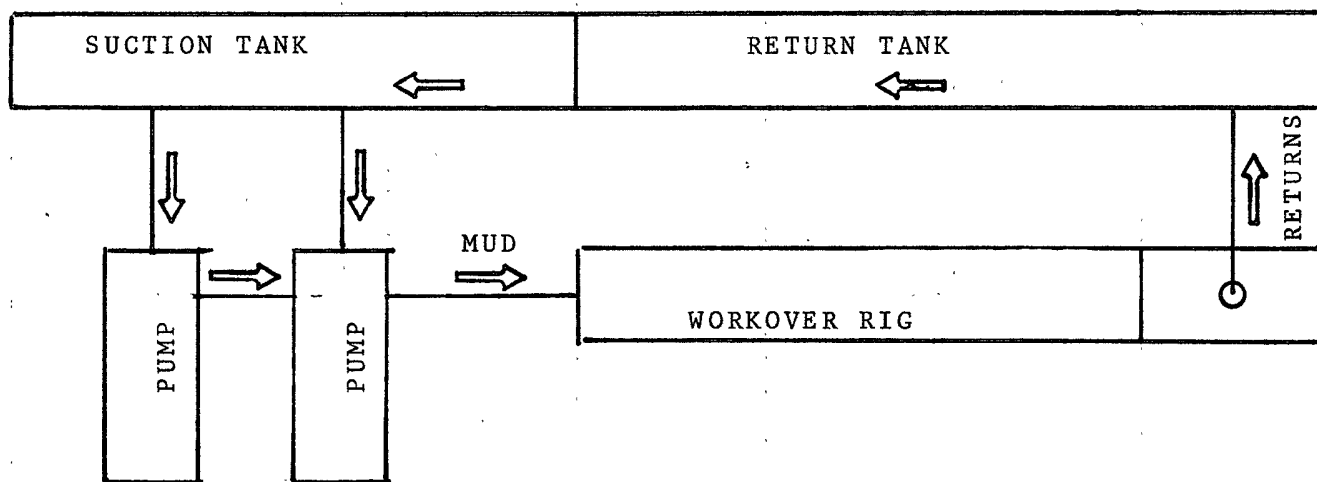 SUCTION TANK
RETURN TANK
RETURNS
MUD
PUMP
PUMP
WORKOVER RIG